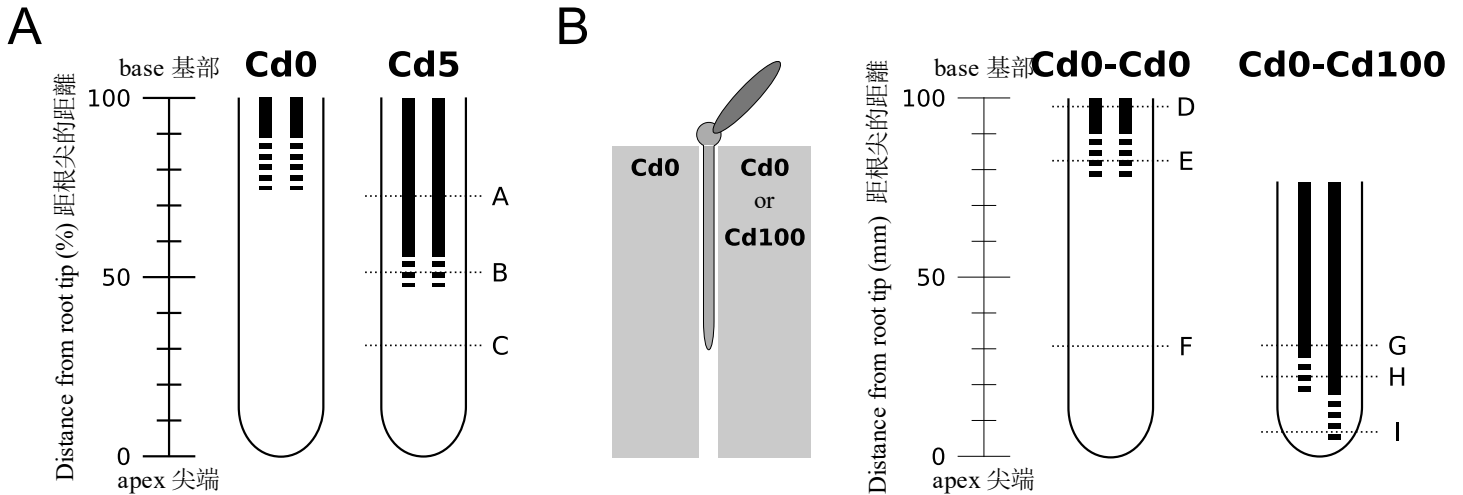 A
Distance from root tip (%) 距根尖的距離
base 基部
Cd0
Cd5
100
50
0
apex 尖端
A
B
C
B
Cd0
Cd0
or
Cd100
Distance from root tip (mm) 距根尖的距離
base 基部
Cd0-Cd0
Cd0-Cd100
100
50
0
apex 尖端
D
E
F
G
H
I